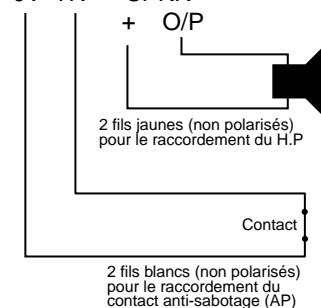 + O/P
2 fils jaunes (non polarisés)
pour le raccordement du H.P
Contact
2 fils blancs (non polarisés)
pour le raccordement du
contact anti-sabotage (AP)